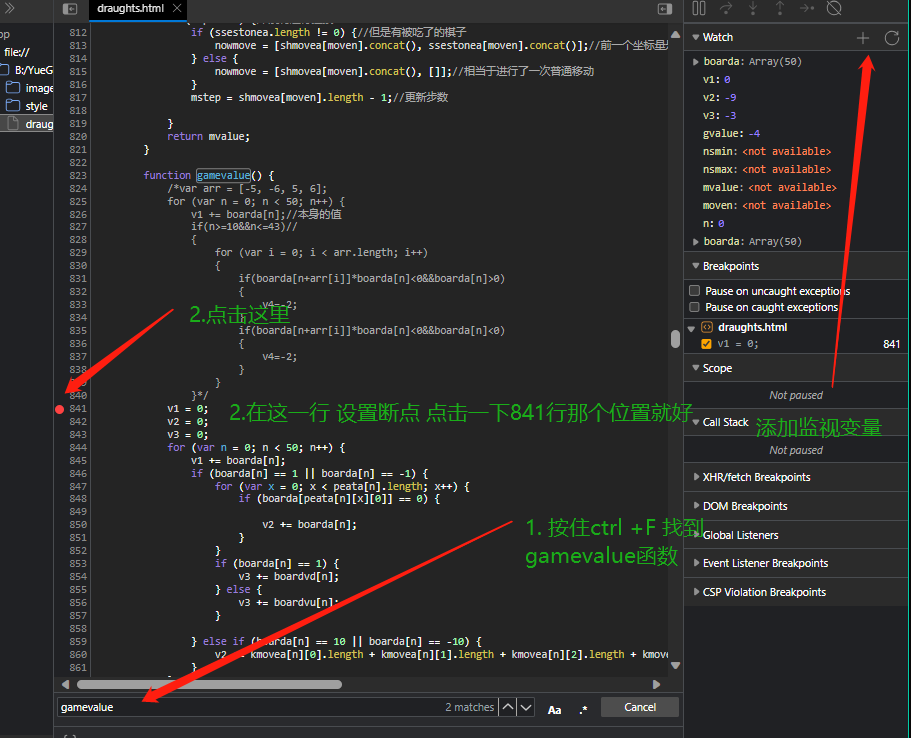 draughts.html
pp
file://
B:/YueG
image
style
draug
812 if (ssestonea.length != 0) {//但是有被吃了的棋子
813 nowmove = [shmovea[moven].concat(), ssestonea[moven].concat()];//前一个坐标是
814 } else {
815 nowmove = [shmovea[moven].concat(), []];//相当于进行了一次普通移动
816 }
817 mstep = shmovea[moven].length - 1;//更新步数
818
819 }
820 return mvalue;
821 }
822
823 function gamevalue() {
824 /*var arr = [-5, -6, 5, 6];
825 for (var n = 0; n < 50; n++) {
826 v1 += boarda[n];//本身的值
827 if(n>=10&&n<=43)//
828 {
829 for (var i = 0; i < arr.length; i++)
830 {
831 if(boarda[n+arr[i]]*boarda[n]<0&&boarda[n]>0)
832 {
833 v4=-2;
834 }
835 if(boarda[n+arr[i]]*boarda[n]<0&&boarda[n]<0)
836 {
837 v4=-2;
838 }
839 }
840 }*/
841 v1 = 0;
842 v2 = 0;
843 v3 = 0;
844 for (var n = 0; n < 50; n++) {
845 v1 += boarda[n];
846 if (boarda[n] == 1 || boarda[n] == -1) {
847 for (var x = 0; x < peata[n].length; x++) {
848 if (boarda[peata[n][x][0]] == 0) {
849
850 v2 += boarda[n];
851 }
852 }
853 if (boarda[n] == 1) {
854 v3 += boardvd[n];
855 } else {
856 v3 += boardvu[n];
857 }
858
859 } else if (boarda[n] == 10 || boarda[n] == -10) {
860 v2 += kmovea[n][0].length + kmovea[n][1].length + kmovea[n][2].length + kmove
861 }
2.点击这里
2.在这一行 设置断点 点击一下841行那个位置就好
1. 按住ctrl +F 找到
gamevalue函数
gamevalue 2 matches Aa .* Cancel
Watch
boarda: Array(50)
v1: 0
v2: -9
v3: -3
gvalue: -4
nsmin: <not available>
nsmax: <not available>
mvalue: <not available>
moven: <not available>
n: 0
boarda: Array(50)
Breakpoints
Pause on uncaught exceptions
Pause on caught exceptions
draughts.html
v1 = 0; 841
Scope
Not paused
Call Stack
添加监视变量
Not paused
XHR/fetch Breakpoints
DOM Breakpoints
Global Listeners
Event Listener Breakpoints
CSP Violation Breakpoints